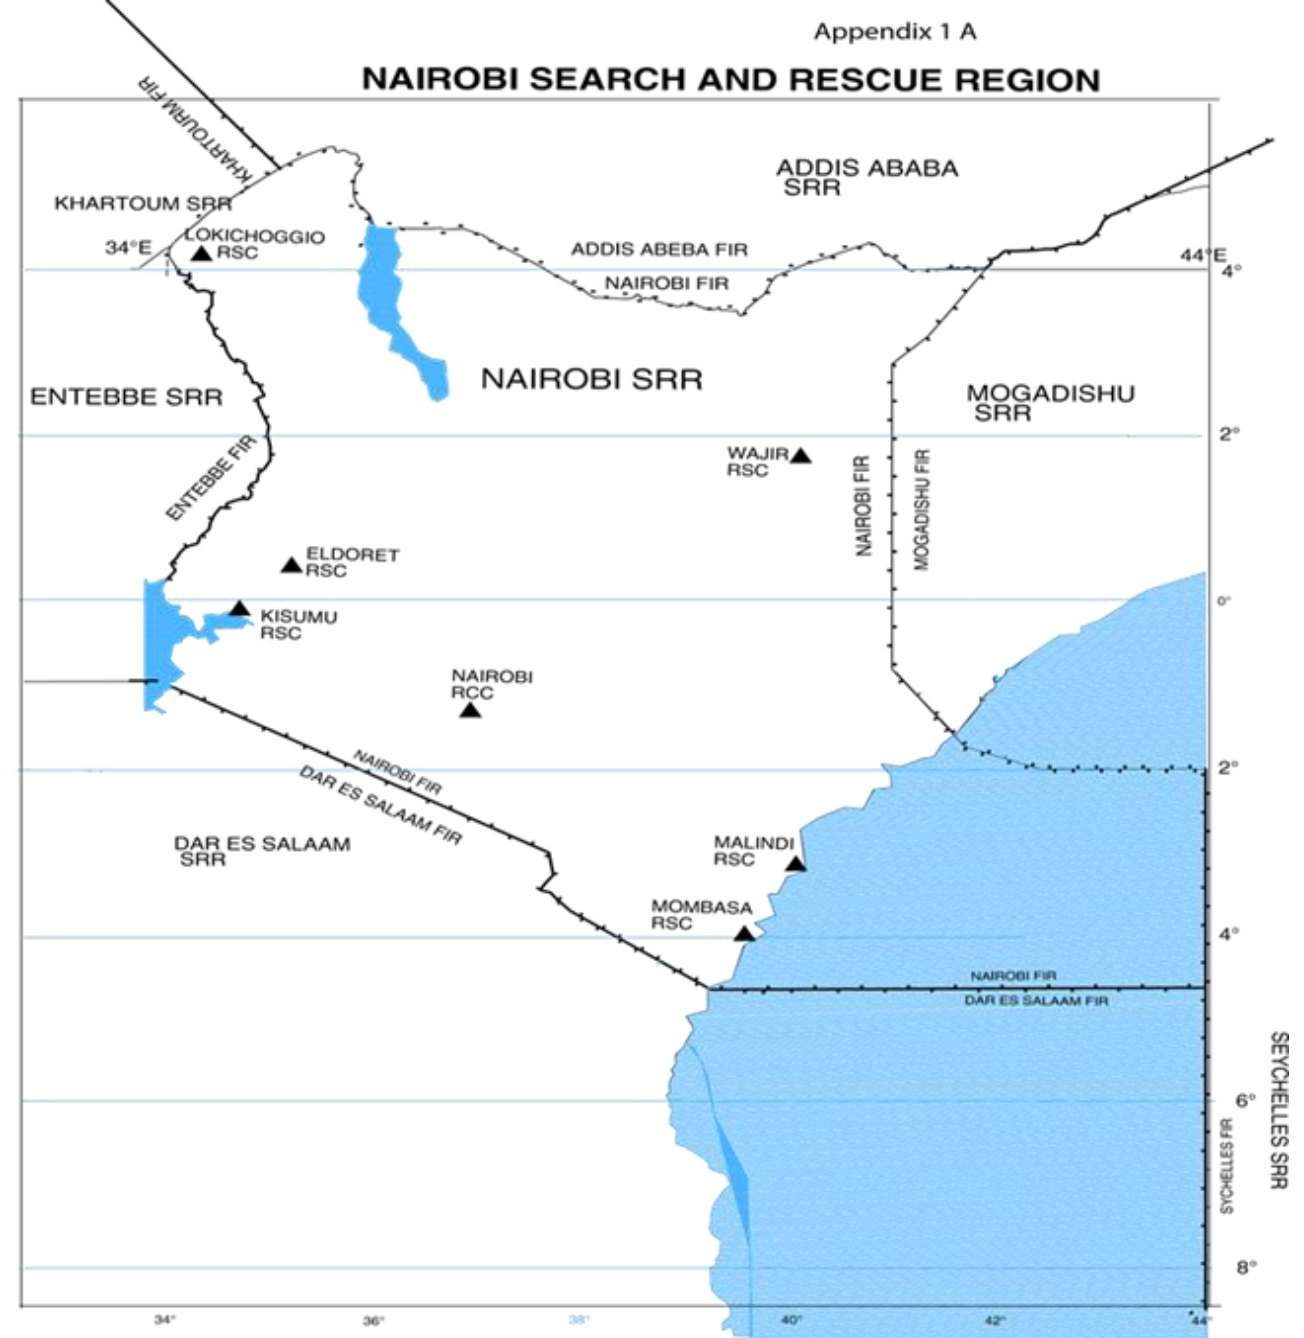 Appendix 1 A
NAIROBI SEARCH AND RESCUE REGION
KHARTOURM FIR
ADDIS ABABA
SRR
KHARTOUM SRR
LOKICHOGGIO
RSC
34°E
ADDIS ABEBA FIR
NAIROBI FIR
44°E
4°
NAIROBI SRR
ENTEBBE SRR
MOGADISHU
SRR
2°
ENTEBBE FIR
WAJIR
RSC
NAIROBI FIR
MOGADISHU FIR
ELDORET
RSC
0°
KISUMU
RSC
NAIROBI
RCC
NAIROBI FIR
DAR ES SALAAM FIR
2°
DAR ES SALAAM
SRR
MALINDI
RSC
MOMBASA
RSC
4°
NAIROBI FIR
DAR ES SALAAM FIR
SEYCHELLES SRR
6°
SYCHELLES FIR
8°
34°
36°
38°
40°
42°
44°